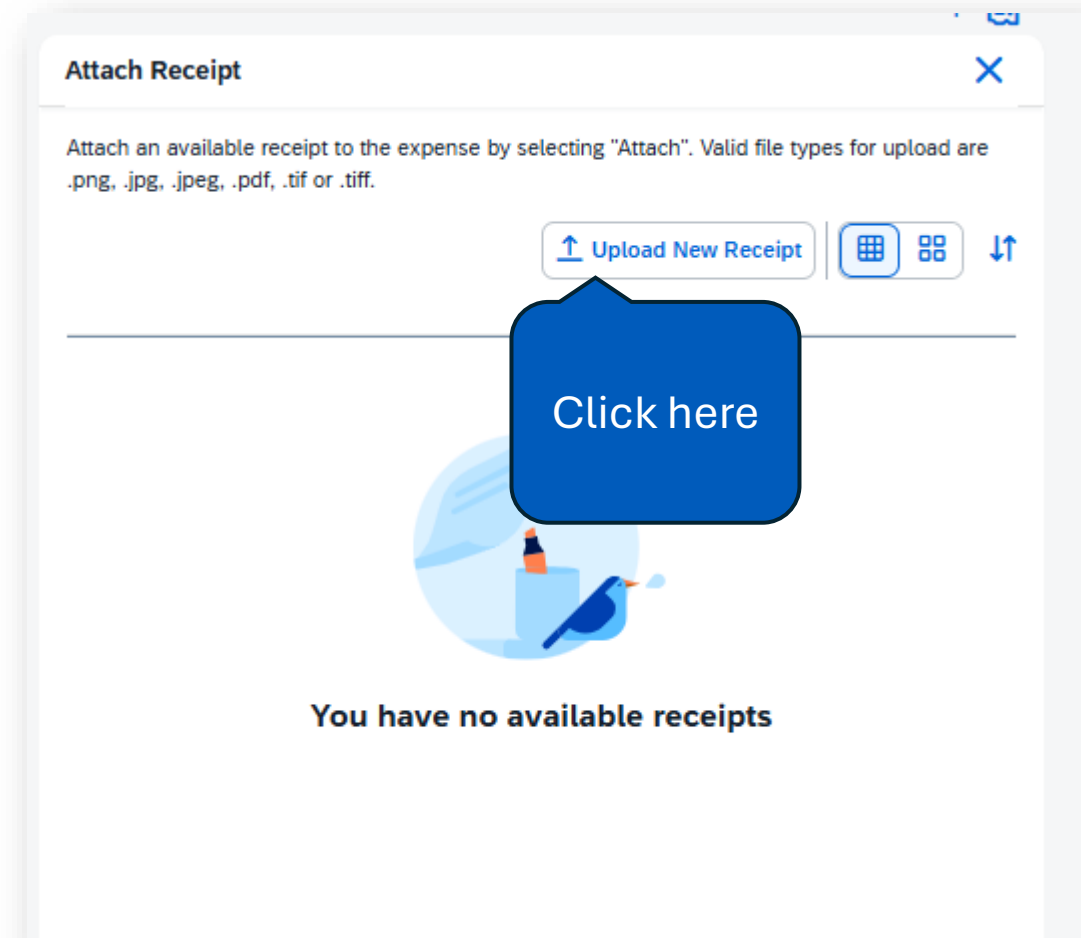 Attach Receipt
Attach an available receipt to the expense by selecting "Attach". Valid file types for upload are
.png, .jpg, .jpeg, .pdf, .tif or .tiff.
Upload New Receipt
Click here
You have no available receipts